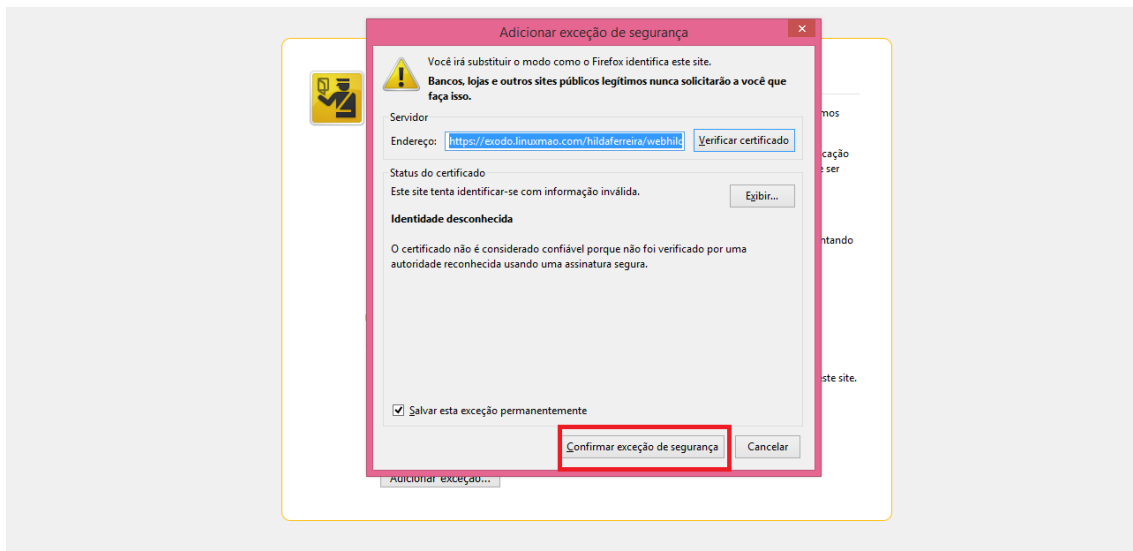 Adicionar exceção de segurança
Você irá substituir o modo como o Firefox identifica este site.
Bancos, lojas e outros sites públicos legítimos nunca solicitarão a você que
faça isso.
Servidor
Endereço: https://exodo.linuxmao.com/hildaferreira/webhild Verificar certificado
Status do certificado
Este site tenta identificar-se com informação inválida. Exibir...
Identidade desconhecida
O certificado não é considerado confiável porque não foi verificado por uma
autoridade reconhecida usando uma assinatura segura.
Salvar esta exceção permanentemente
Confirmar exceção de segurança Cancelar
mos
cação
ser
ntando
ste site.
Adicionar exceção...